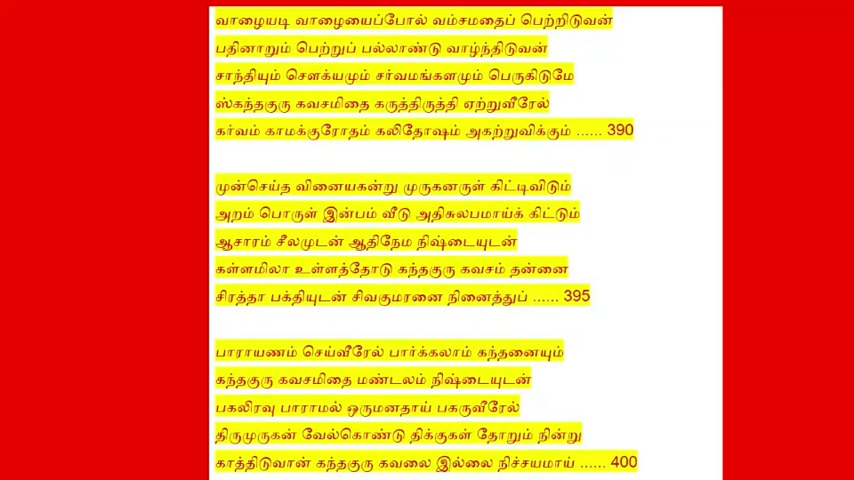 வாழையடி வாழையைப்போல் வம்சமதைப் பெற்றிடுவன்
பதினாறும் பெற்றுப் பல்லாண்டு வாழ்ந்திடுவன்
சாந்தியும் சௌக்யமும் சர்வமங்களமும் பெருகிடுமே
ஸ்கந்தகுரு கவசமிதை கருத்திருத்தி ஏற்றுவீரேல்
கர்வம் காமக்குரோதம் கலிதோஷம் அகற்றுவிக்கும் ...... 390
முன்செய்த வினையகன்று முருகனருள் கிட்டிவிடும்
அறம் பொருள் இன்பம் வீடு அதிசுலபமாய்க் கிட்டும்
ஆசாரம் சீலமுடன் ஆதிநேம நிஷ்டையுடன்
கள்ளமிலா உள்ளத்தோடு கந்தகுரு கவசம் தன்னை
சிரத்தா பக்தியுடன் சிவகுமரனை நினைத்துப் ...... 395
பாராயணம் செய்வீரேல் பார்க்கலாம் கந்தனையும்
கந்தகுரு கவசமிதை மண்டலம் நிஷ்டையுடன்
பகலிரவு பாராமல் ஒருமனதாய் பகருவீரேல்
திருமுருகன் வேல்கொண்டு திக்குகள் தோறும் நின்று
காத்திடுவான் கந்தகுரு கவலை இல்லை நிச்சயமாய் ...... 400